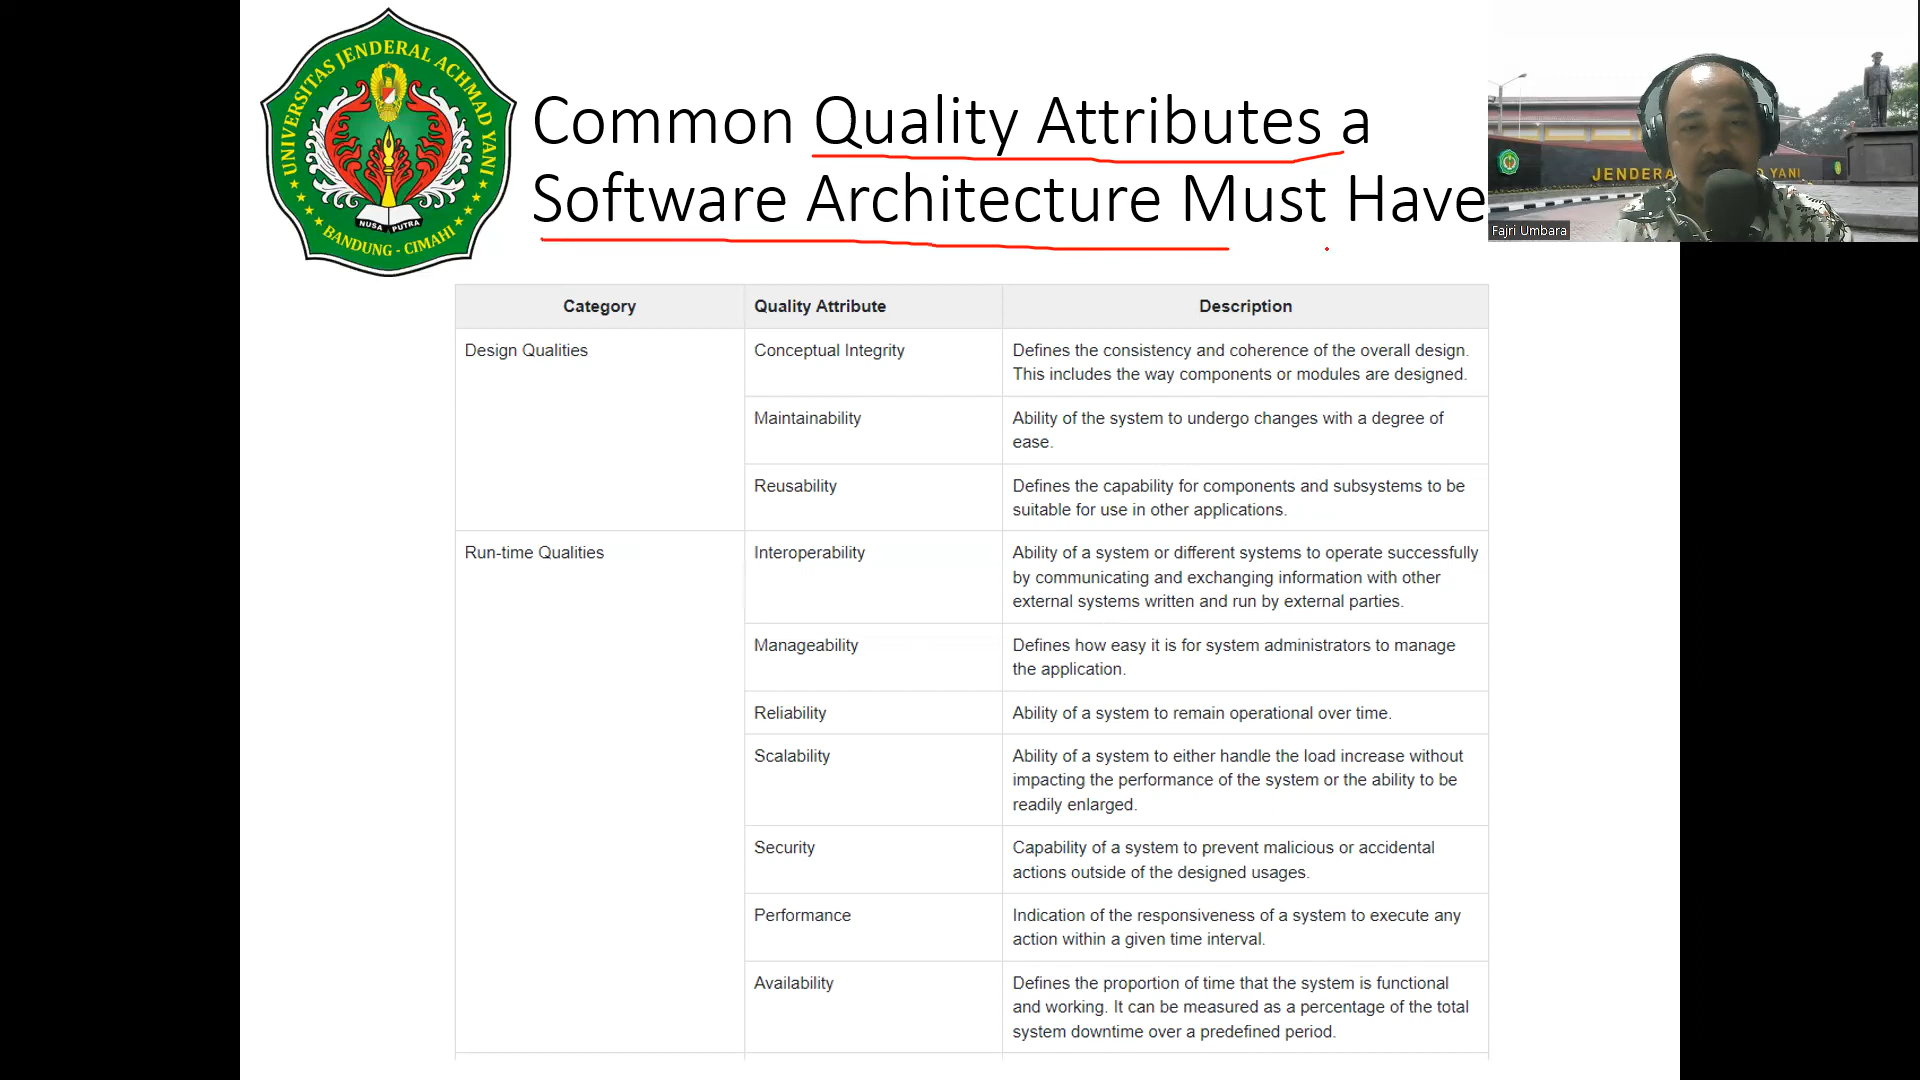 UNIVERSITAS JENDERAL ACHMAD YANI
NUSA PUTRA
BANDUNG - CIMAHI
Common Quality Attributes a
Software Architecture Must Have
JENDERA
YANI
Fajri Umbara
Category Quality Attribute Description
Design Qualities Conceptual Integrity Defines the consistency and coherence of the overall design.
This includes the way components or modules are designed.
Maintainability Ability of the system to undergo changes with a degree of
ease.
Reusability Defines the capability for components and subsystems to be
suitable for use in other applications.
Run-time Qualities Interoperability Ability of a system or different systems to operate successfully
by communicating and exchanging information with other
external systems written and run by external parties.
Manageability Defines how easy it is for system administrators to manage
the application.
Reliability Ability of a system to remain operational over time.
Scalability Ability of a system to either handle the load increase without
impacting the performance of the system or the ability to be
readily enlarged.
Security Capability of a system to prevent malicious or accidental
actions outside of the designed usages.
Performance Indication of the responsiveness of a system to execute any
action within a given time interval.
Availability Defines the proportion of time that the system is functional
and working. It can be measured as a percentage of the total
system downtime over a predefined period.